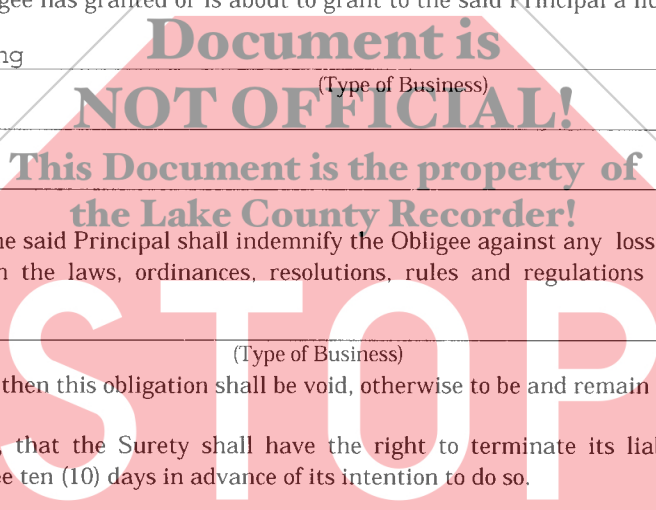 gee has granted or is about to grant to the said Principal a
Document is
ng
(Type of Business)
NOT OFFICIAL!
This Document is the property of
the Lake County Recorder!
he said Principal shall indemnify the Obligee against any loss
n the laws, ordinances, resolutions, rules and regulations
STOP
(Type of Business)
then this obligation shall be void, otherwise to be and remain
, that the Surety shall have the right to terminate its lia
ee ten (10) days in advance of its intention to do so.